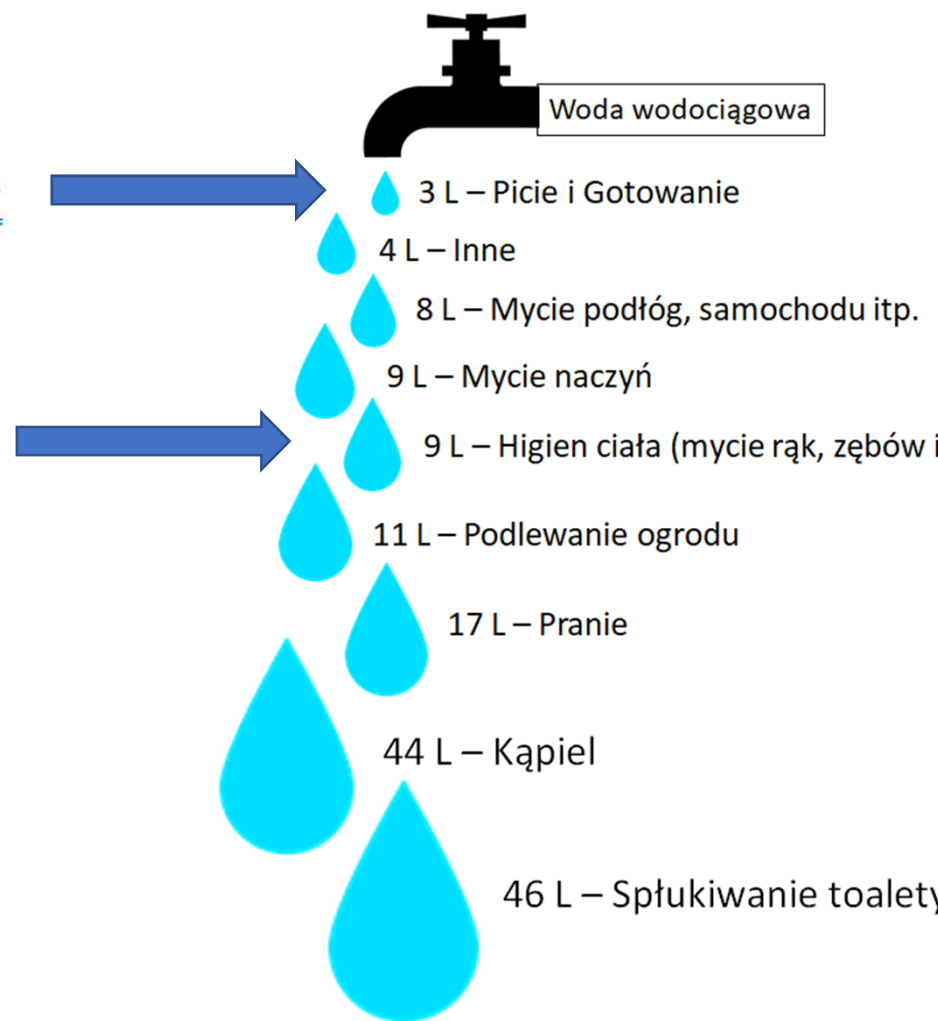 Woda wodociągowa
3 L – Picie i Gotowanie
4 L – Inne
8 L – Mycie podłóg, samochodu itp.
9 L – Mycie naczyń
9 L – Higien ciała (mycie rąk, zębów i
11 L – Podlewanie ogrodu
17 L – Pranie
44 L – Kąpiel
46 L – Spłukiwanie toalety